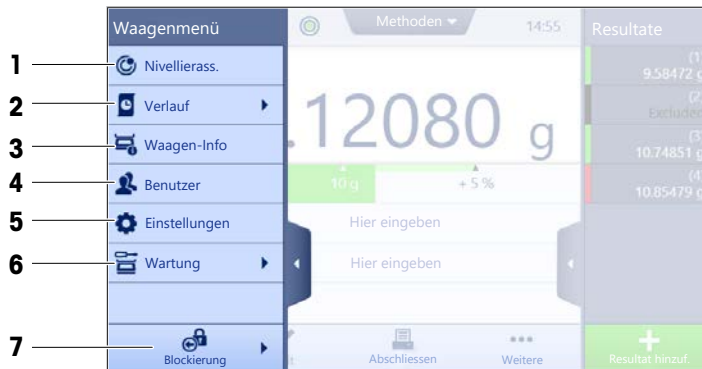 Waagenmenü
Methoden
14:55
Resultate
1
Nivellierass.
2
Verlauf
3
Waagen-Info
4
Benutzer
5
Einstellungen
6
Wartung
7
Blockierung
.12080 g
10 g
+ 5 %
Hier eingeben
Hier eingeben
(1
9.58472 g
(2
Excluded
(3
10.74851 g
(4
10.85479 g
Abschliessen
Weitere
Resultat hinzuf.